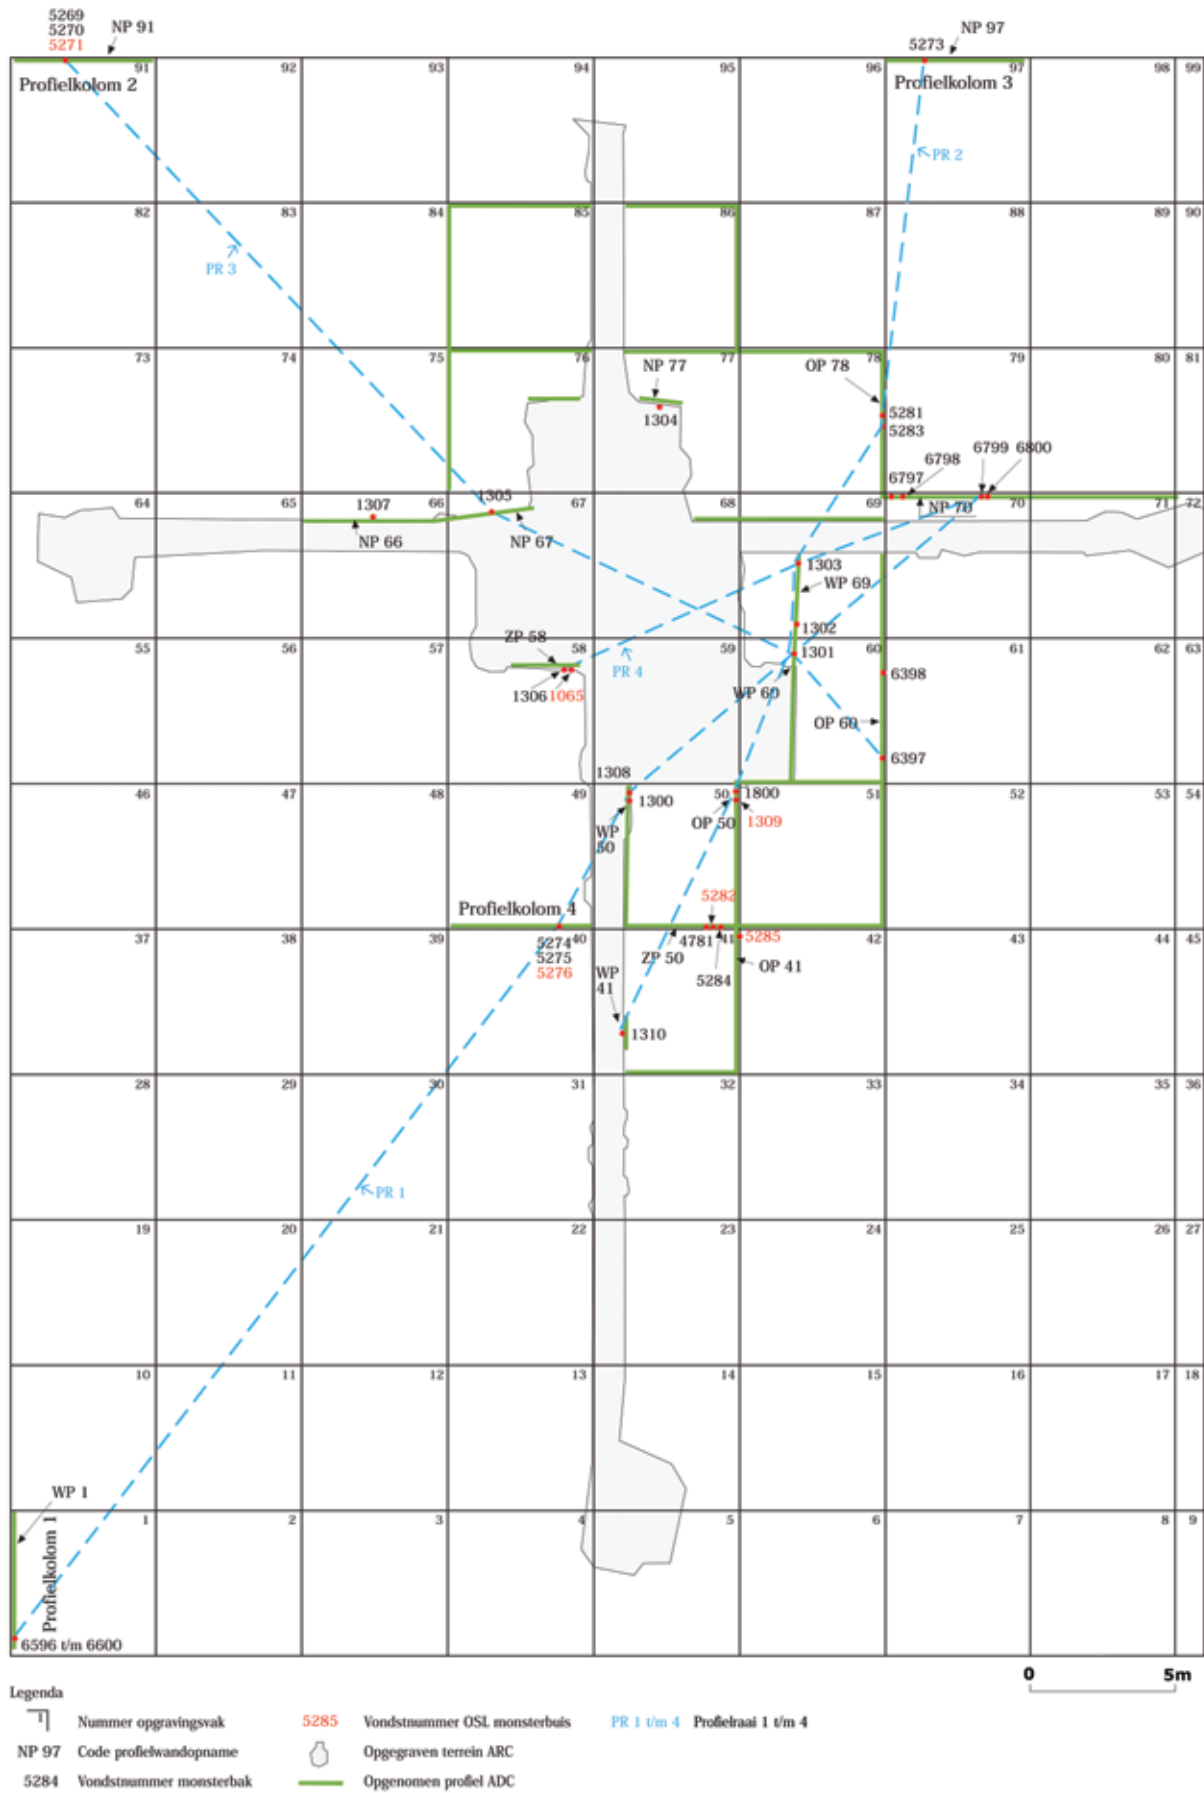 5269
5270
5271
NP 91
5273
NP 97
91 92 93 94 95 96 97 98 99
Profielkolom 2
Profielkolom 3
PR 2
82 83 84 85 86 87 88 89 90
PR 3
73 74 75 76 77 78 79 80 81
NP 77
OP 78
1304
5281
5283
6797
6798
6799
6800
64 65 66 67 68 69 70 71 72
1307
1305
NP 70
NP 66
NP 67
1303
WP 69
1302
55 57 58 59 60 61 62 63
ZP 58
1301
PR 4
1306
1065
WP 60
6398
OP 60
6397
1308
46 47 48 49 50 51 52 53 54
1300
1800
OP 50
1309
WP
50
5282
Profielkolom 4
37 38 39 40 41 42 43 44 45
5274
5275
5276
4781
5285
ZP 50
5284
OP 41
WP
41
1310
28 29 30 31 32 33 34 35 36
PR 1
19 20 21 22 23 24 25 26 27
10 11 12 13 14 15 16 17 18
WP 1
1 2 3 4 5 6 7 8 9
Profielkolom 1
6596 t/m 6600
0 5m
Legenda
1 Nummer opgravingsvak
5285 Vondstnummer OSL monsterbuis
PR 1 t/m 4 Profielraai 1 t/m 4
NP 97 Code profielwandopname
Opgegraven terrein ARC
5284 Vondstnummer monsterbak
Opgenomen profiel ADC